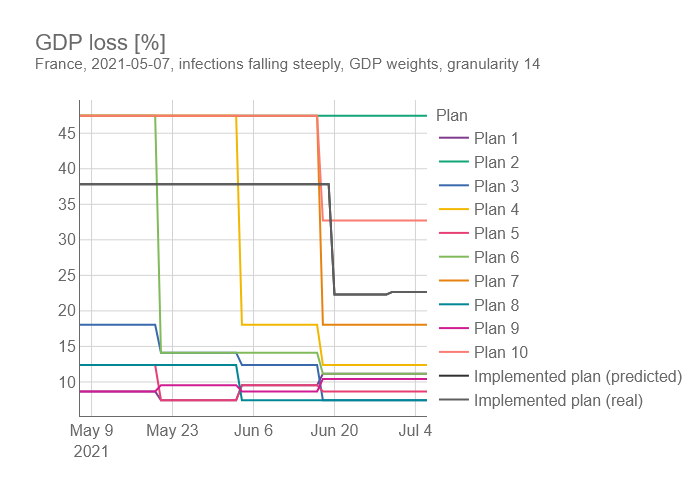 GDP loss [%]
France, 2021-05-07, infections falling steeply, GDP weights, granularity 14
45
40
35
30
25
20
15
10
May 9
2021
May 23
Jun 6
Jun 20
Jul 4
Plan
Plan 1
Plan 2
Plan 3
Plan 4
Plan 5
Plan 6
Plan 7
Plan 8
Plan 9
Plan 10
Implemented plan (predicted)
Implemented plan (real)